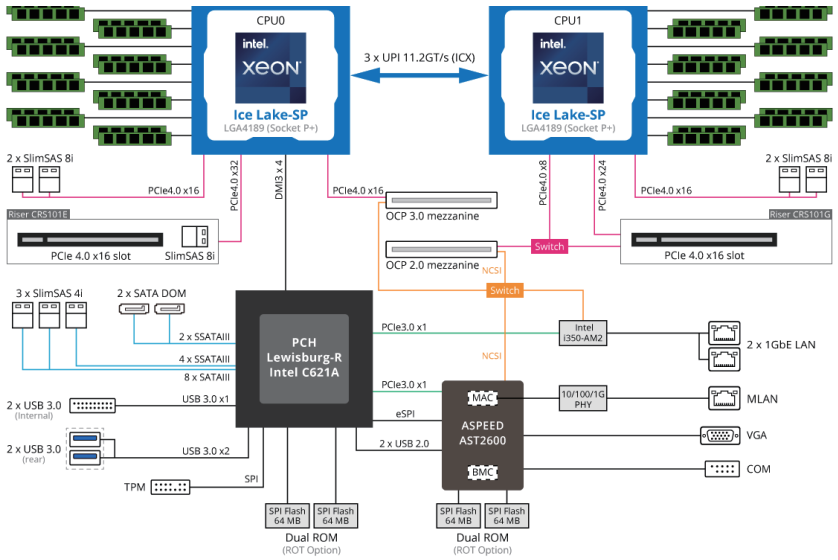 CPU0
CPU1
intel.
XEON
intel.
XEON
3 x UPI 11.2GT/s (ICX)
Ice Lake-SP
LGA4189 (Socket P+)
Ice Lake-SP
LGA4189 (Socket P+)
2 x SlimSAS 8i
2 x SlimSAS 8i
PCIe4.0 x16
PCIe4.0 x32
DMI3 x 4
PCIe4.0 x16
PCIe4.0 x8
PCIe4.0 x24
PCIe4.0 x16
OCP 3.0 mezzanine
Riser CRS101E
Riser CRS101G
PCIe 4.0 x16 slot
SlimSAS 8i
Switch
PCIe 4.0 x16 slot
OCP 2.0 mezzanine
NCSI
Switch
3 x SlimSAS 4i
2 x SATA DOM
2 x SSATAIII
4 x SSATAIII
8 x SATAIII
PCH
Lewisburg-R
Intel C621A
PCIe3.0 x1
Intel
i350-AM2
2 x 1GbE LAN
NCSI
PCIe3.0 x1
2 x USB 3.0
(Internal)
USB 3.0 x1
MAC
10/100/1G
PHY
MLAN
eSPI
ASPEED
AST2600
2 x USB 2.0
VGA
2 x USB 3.0
(rear)
USB 3.0 x2
BMC
COM
TPM
SPI
SPI Flash
64 MB
SPI Flash
64 MB
SPI Flash
64 MB
SPI Flash
64 MB
Dual ROM
(ROT Option)
Dual ROM
(ROT Option)